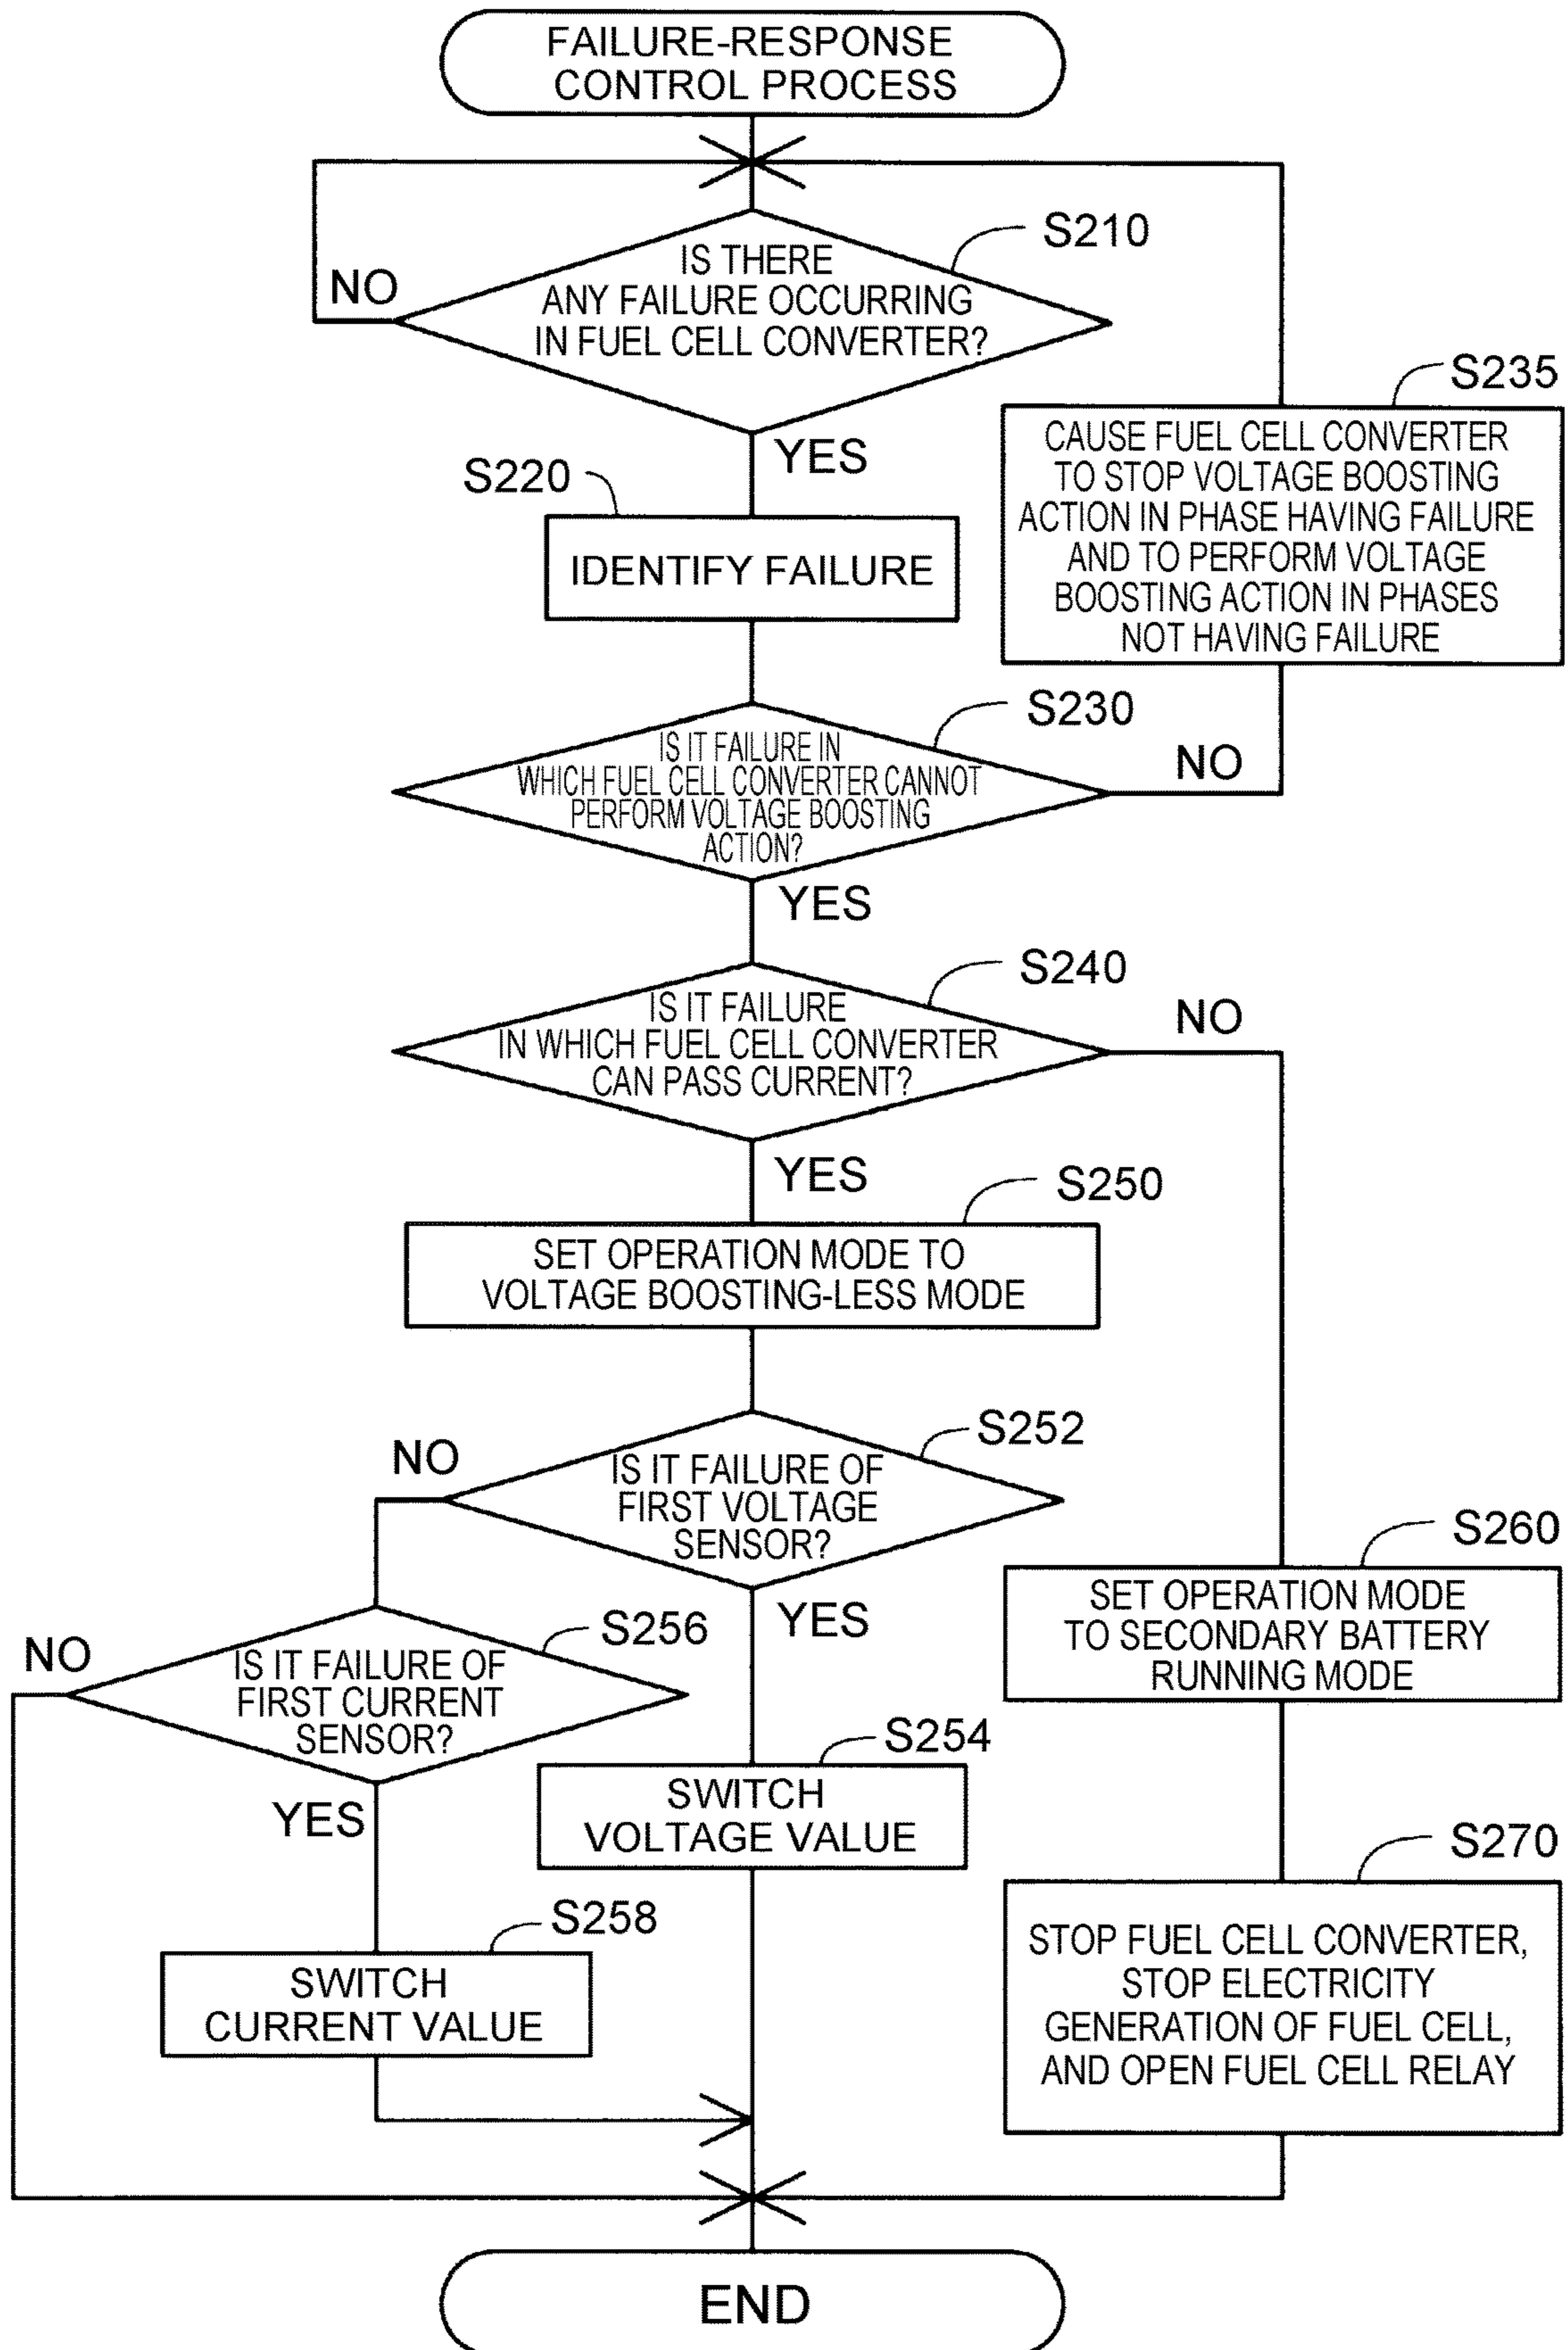 FAILURE-RESPONSE
CONTROL PROCESS
S210
IS THERE
ANY FAILURE OCCURRING
IN FUEL CELL CONVERTER?
NO
YES
S235
CAUSE FUEL CELL CONVERTER
TO STOP VOLTAGE BOOSTING
ACTION IN PHASE HAVING FAILURE
AND TO PERFORM VOLTAGE
BOOSTING ACTION IN PHASES
NOT HAVING FAILURE
S220
IDENTIFY FAILURE
S230
IS IT FAILURE IN
WHICH FUEL CELL CONVERTER CANNOT
PERFORM VOLTAGE BOOSTING
ACTION?
NO
YES
S240
IS IT FAILURE
IN WHICH FUEL CELL CONVERTER
CAN PASS CURRENT?
NO
YES
S250
SET OPERATION MODE TO
VOLTAGE BOOSTING-LESS MODE
S252
IS IT FAILURE OF
FIRST VOLTAGE
SENSOR?
NO
YES
S256
IS IT FAILURE OF
FIRST CURRENT
SENSOR?
NO
YES
S254
SWITCH
VOLTAGE VALUE
S258
SWITCH
CURRENT VALUE
S260
SET OPERATION MODE
TO SECONDARY BATTERY
RUNNING MODE
S270
STOP FUEL CELL CONVERTER,
STOP ELECTRICITY
GENERATION OF FUEL CELL,
AND OPEN FUEL CELL RELAY
END